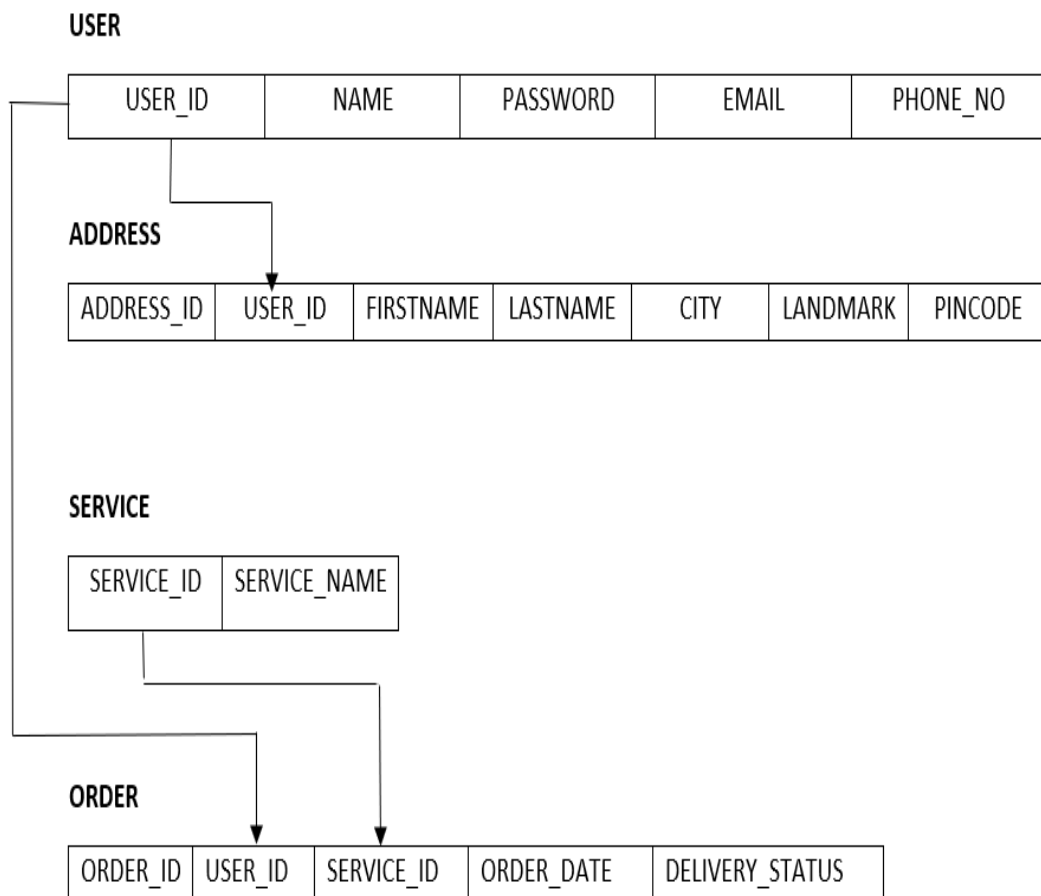 USER
USER_ID NAME PASSWORD EMAIL PHONE_NO
ADDRESS
ADDRESS_ID USER_ID FIRSTNAME LASTNAME CITY LANDMARK PINCODE
SERVICE
SERVICE_ID SERVICE_NAME
ORDER
ORDER_ID USER_ID SERVICE_ID ORDER_DATE DELIVERY_STATUS